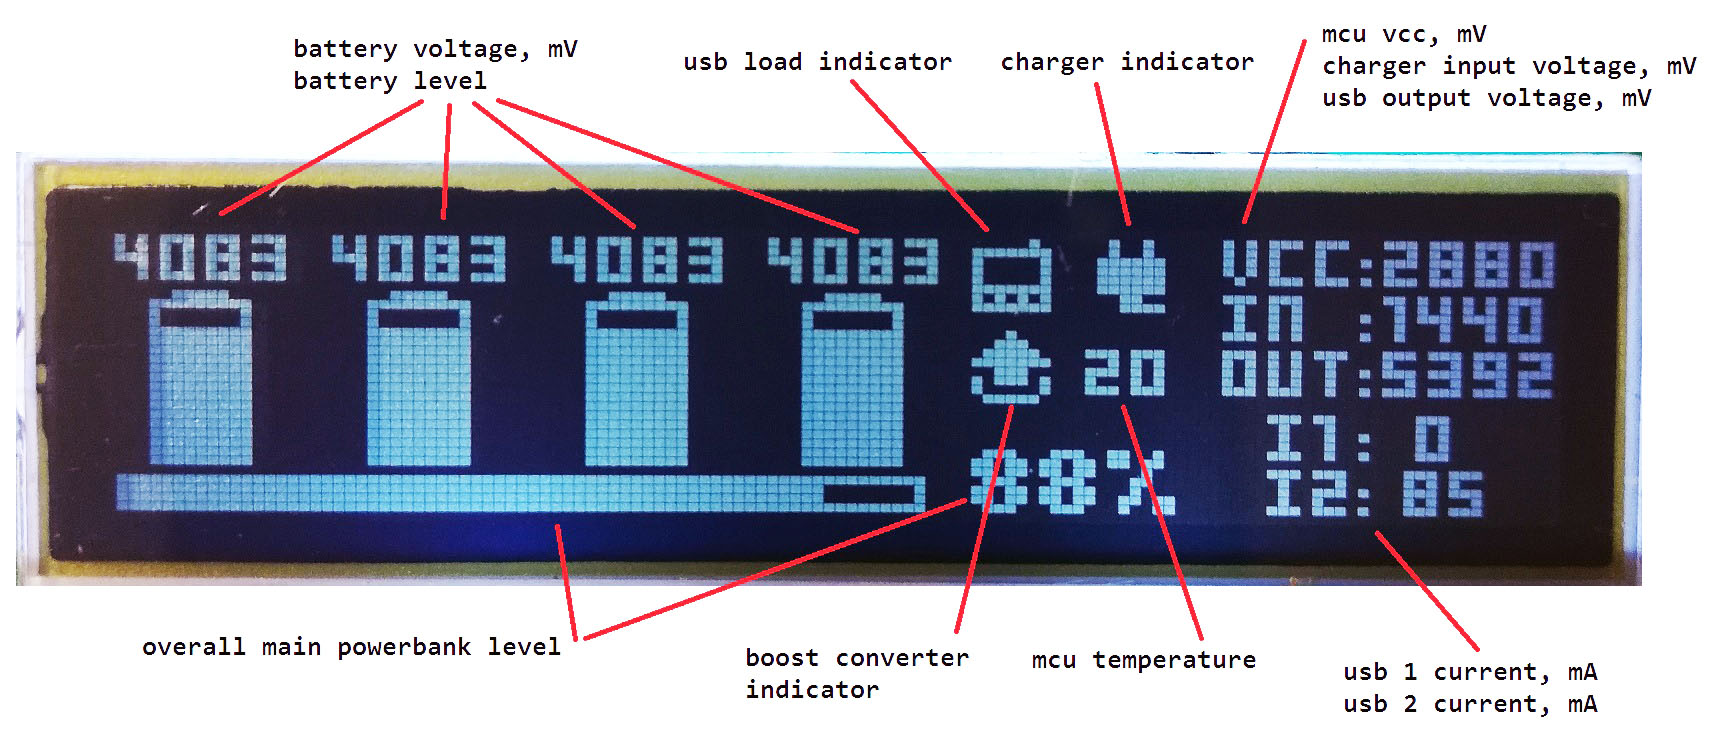 battery voltage, mV
battery level
usb load indicator
charger indicator
mcu vcc, mV
charger input voltage, mV
usb output voltage, mV
4083 4083 4083 4083
VCC:2880
IN :7440
OUT:5392
20
I1: 0
88%
I2: 85
overall main powerbank level
boost converter
indicator
mcu temperature
usb 1 current, mA
usb 2 current, mA